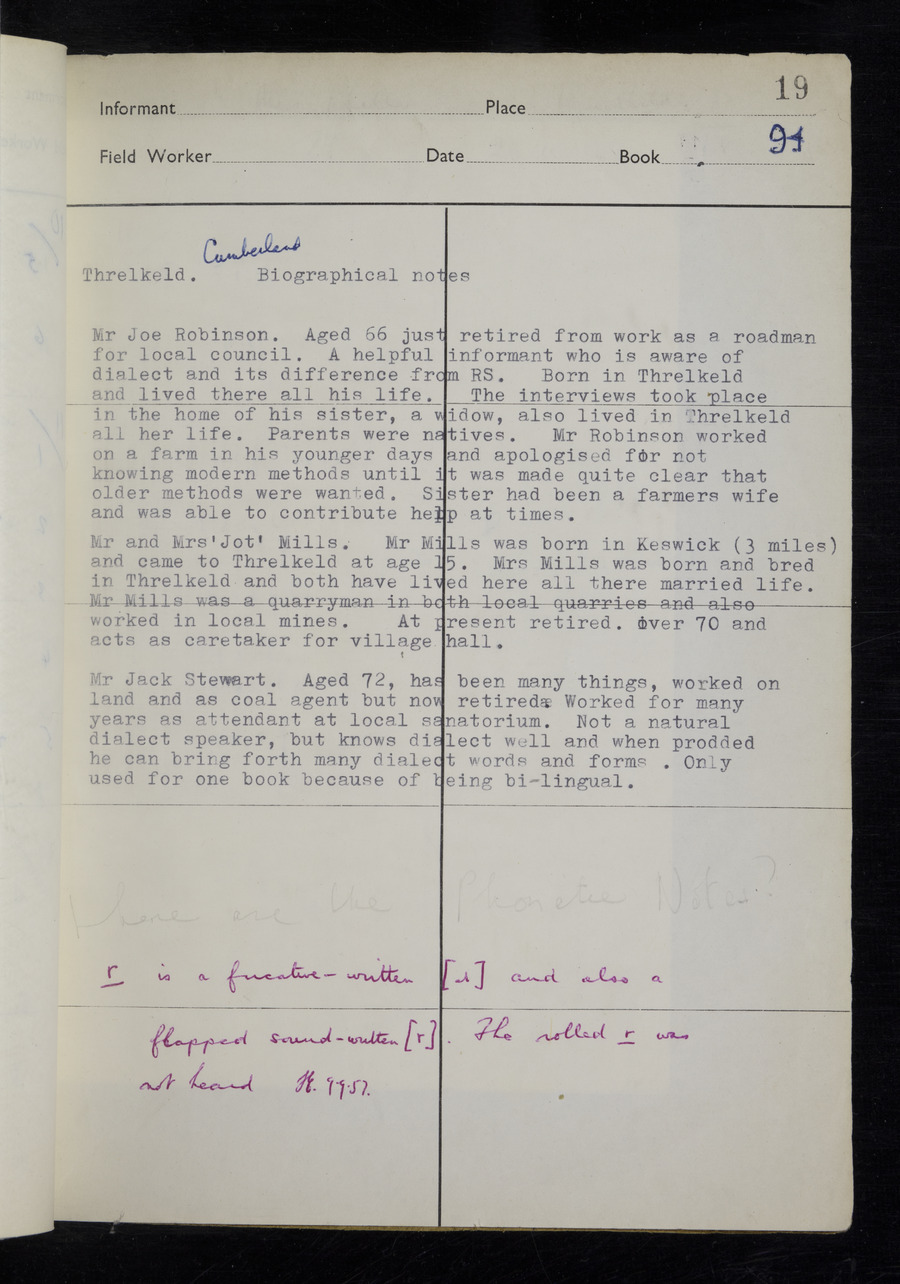 19
Informant Place
91
Field Worker Date Book
Cumberland
Threlkeld. Biographical notes
Mr Joe Robinson. Aged 66 just retired from work as a roadman
for local council. A helpful informant who is aware of
dialect and its difference from RS. Born in Threlkeld
and lived there all his life. The interviews took place
in the home of his sister, a widow, also lived in Threlkeld
all her life. Parents were natives. Mr Robinson worked
on a farm in his younger days and apologised for not
knowing modern methods until it was made quite clear that
older methods were wanted. Sister had been a farmers wife
and was able to contribute help at times.
Mr and Mrs'Jot' Mills. Mr Mills was born in Keswick (3 miles)
and came to Threlkeld at age 15. Mrs Mills was born and bred
in Threlkeld and both have lived here all there married life.
Mr Mills was a quarryman in both local quarries and also
worked in local mines. At present retired. over 70 and
acts as caretaker for village hall.
Mr Jack Stewart. Aged 72, has been many things, worked on
land and as coal agent but now retired. Worked for many
years as attendant at local sanatorium. Not a natural
dialect speaker, but knows dialect well and when prodded
he can bring forth many dialect words and forms . Only
used for one book because of being bi-lingual.
Where are the Phonetic Notes?
r is a fricative-written [ɹ] and also a
flapped sound-written [r]. The rolled r was
not heard